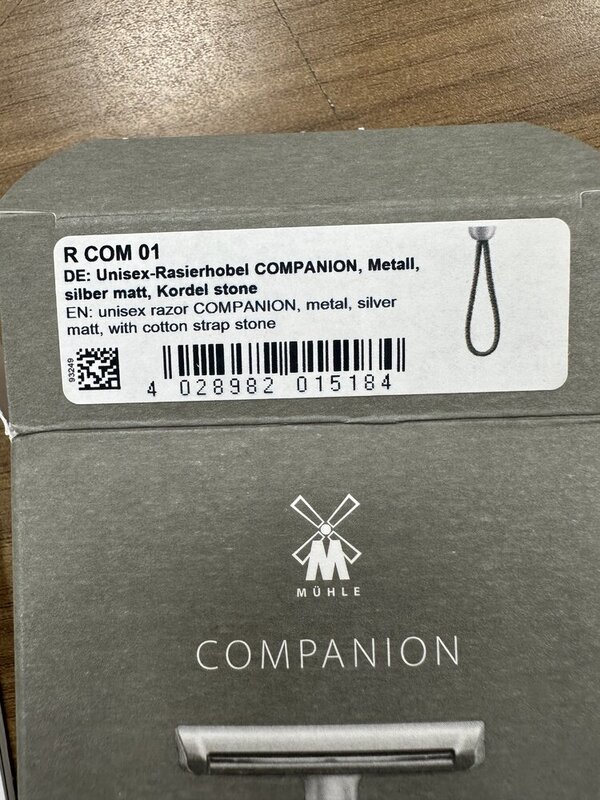 R COM 01
DE: Unisex-Rasierhobel COMPANION, Metall,
silber matt, Kordel stone
EN: unisex razor COMPANION, metal, silver
matt, with cotton strap stone
93249
4 028982 015184
M
MÜHLE
COMPANION